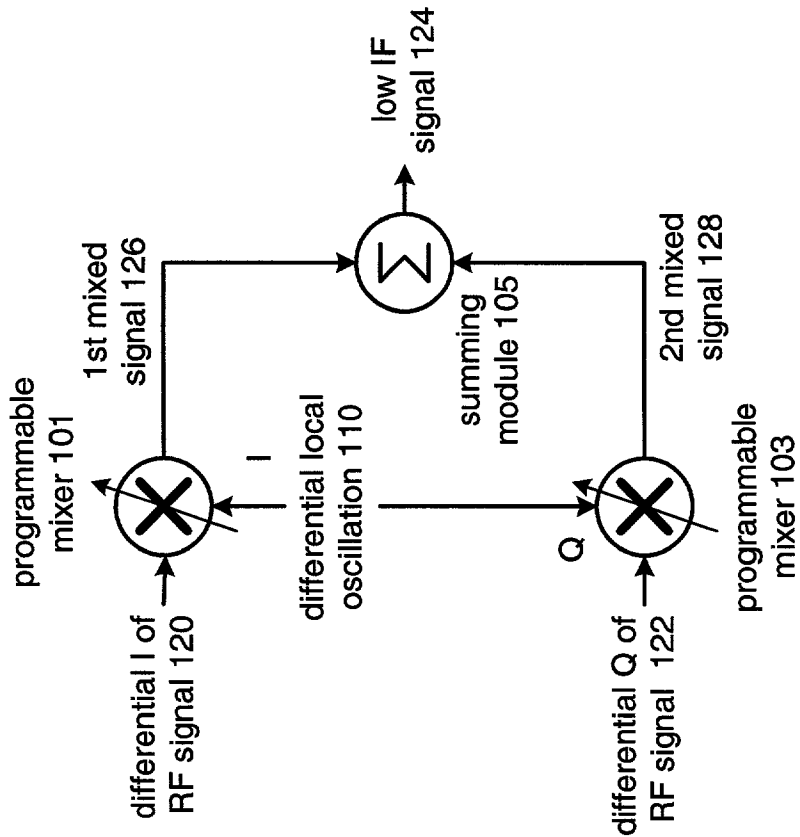 programmable
mixer 101
1st mixed
signal 126
differential I of
RF signal 120
I
differential local
oscillation 110
Σ
low IF
signal 124
summing
module 105
Q
differential Q of
RF signal 122
2nd mixed
signal 128
programmable
mixer 103